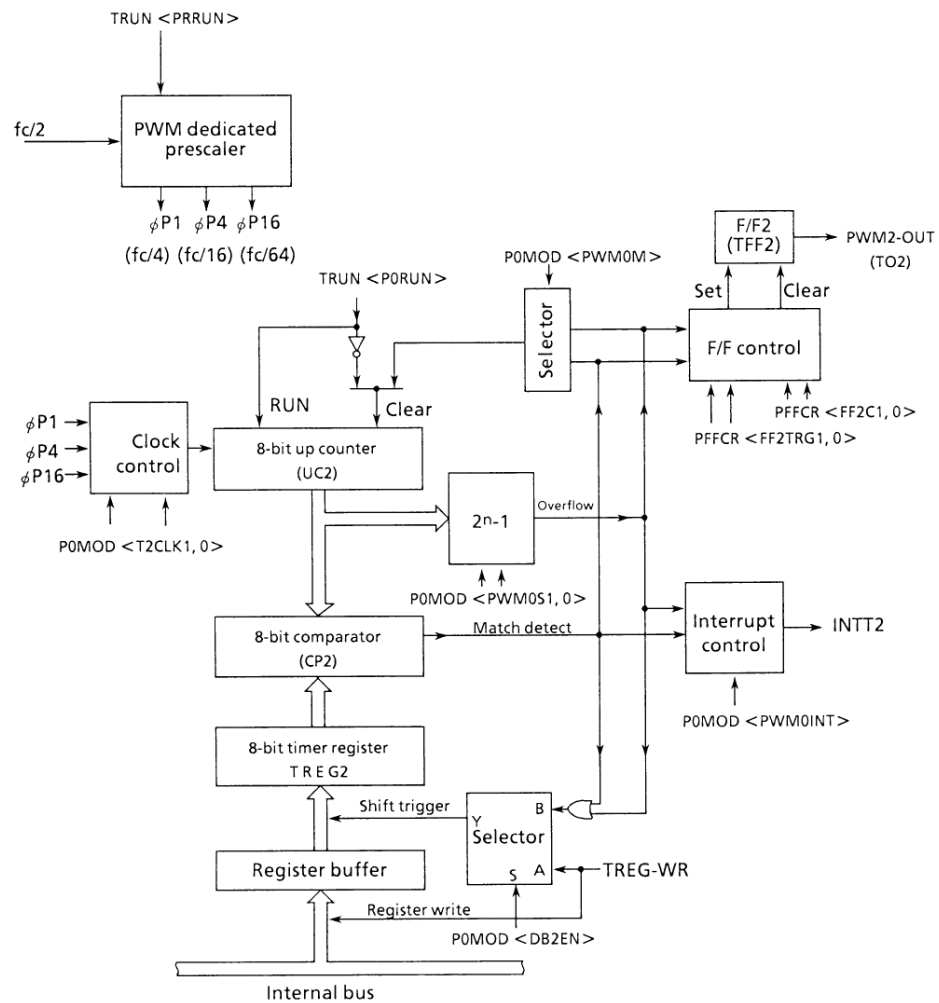 TRUN <PRRUN>
fc/2
PWM dedicated
prescaler
φP1 φP4 φP16
(fc/4) (fc/16) (fc/64)
F/F2
(TFF2)
PWM2-OUT
(TO2)
P0MOD <PWM0M>
TRUN <P0RUN>
Set Clear
Selector
F/F control
RUN
Clear
PFFCR <FF2C1, 0>
PFFCR <FF2TRG1, 0>
φP1
φP4
φP16
Clock
control
8-bit up counter
(UC2)
2n-1
Overflow
P0MOD <T2CLK1, 0>
P0MOD <PWM0S1, 0>
8-bit comparator
(CP2)
Match detect
Interrupt
control
INTT2
P0MOD <PWM0INT>
8-bit timer register
TREG2
Shift trigger
Y
B
Selector
S
A
TREG-WR
Register buffer
Register write
P0MOD <DB2EN>
Internal bus